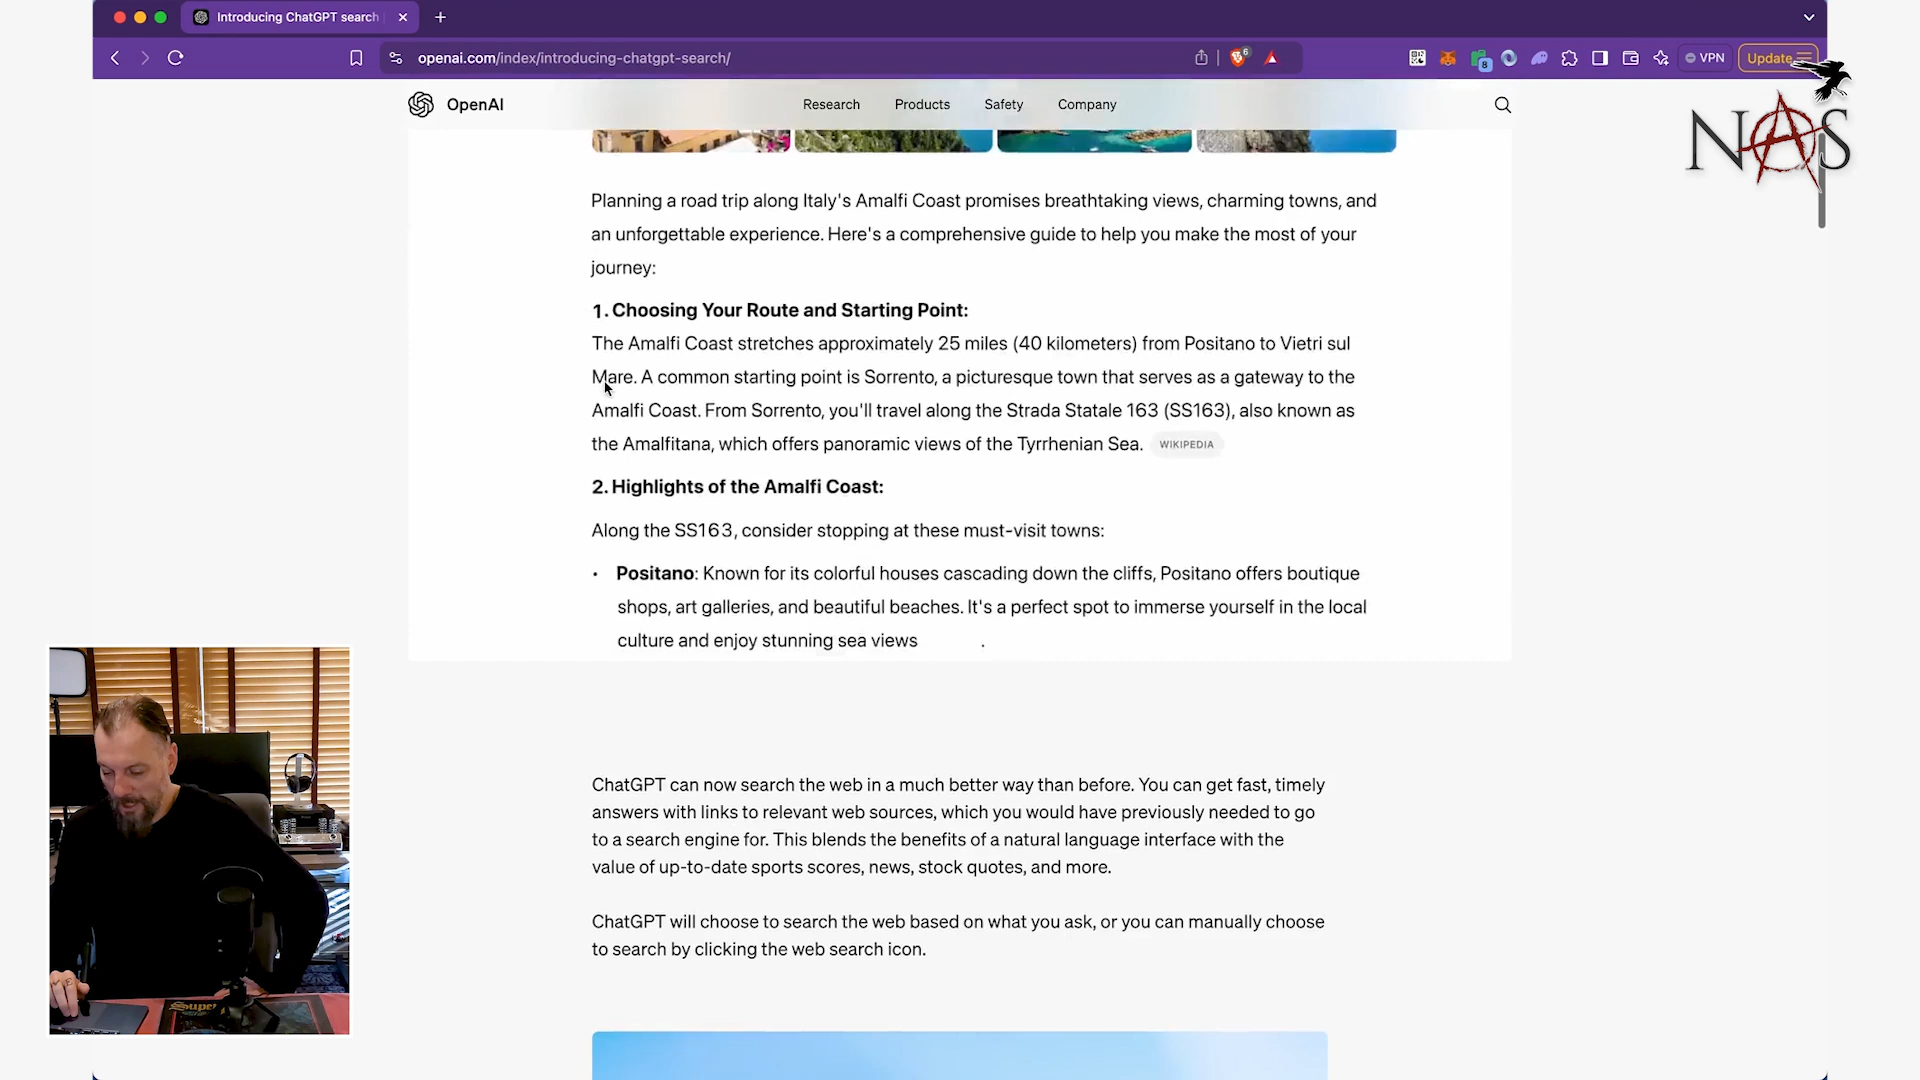 Introducing ChatGPT search
openai.com/index/introducing-chatgpt-search/
6
8
VPN
Update
NAS
OpenAI
Research
Products
Safety
Company
Planning a road trip along Italy's Amalfi Coast promises breathtaking views, charming towns, and
an unforgettable experience. Here's a comprehensive guide to help you make the most of your
journey:
1. Choosing Your Route and Starting Point:
The Amalfi Coast stretches approximately 25 miles (40 kilometers) from Positano to Vietri sul
Mare. A common starting point is Sorrento, a picturesque town that serves as a gateway to the
Amalfi Coast. From Sorrento, you'll travel along the Strada Statale 163 (SS163), also known as
the Amalfitana, which offers panoramic views of the Tyrrhenian Sea. WIKIPEDIA
2. Highlights of the Amalfi Coast:
Along the SS163, consider stopping at these must-visit towns:
• Positano: Known for its colorful houses cascading down the cliffs, Positano offers boutique
shops, art galleries, and beautiful beaches. It's a perfect spot to immerse yourself in the local
culture and enjoy stunning sea views .
ChatGPT can now search the web in a much better way than before. You can get fast, timely
answers with links to relevant web sources, which you would have previously needed to go
to a search engine for. This blends the benefits of a natural language interface with the
value of up-to-date sports scores, news, stock quotes, and more.
ChatGPT will choose to search the web based on what you ask, or you can manually choose
to search by clicking the web search icon.